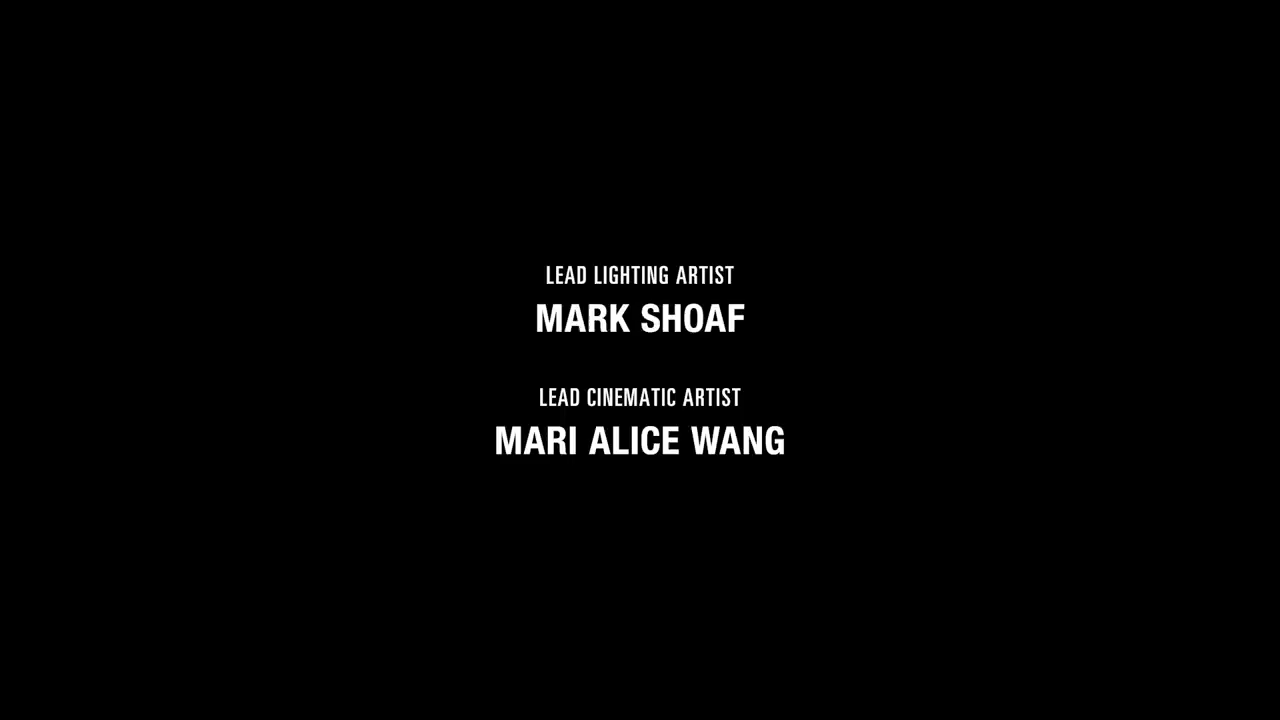 LEAD LIGHTING ARTIST
MARK SHOAF
LEAD CINEMATIC ARTIST
MARI ALICE WANG